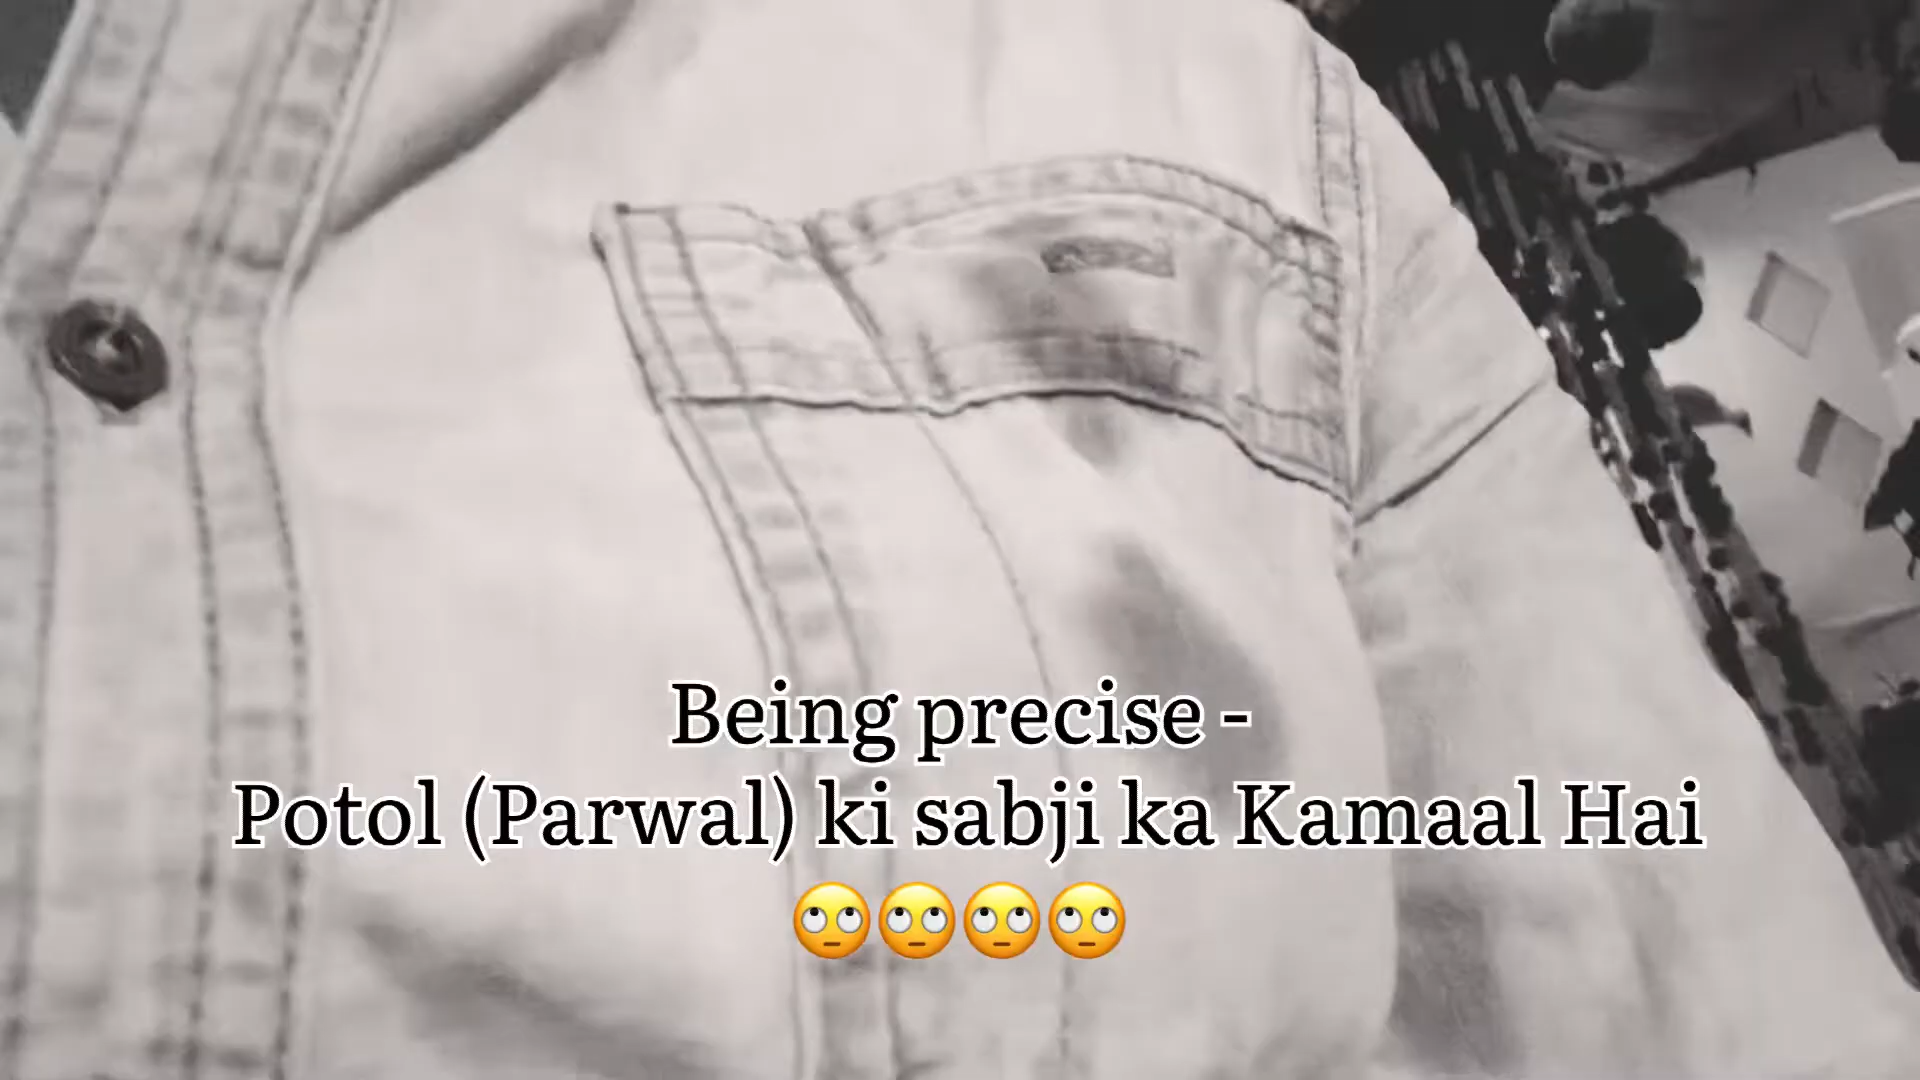 Being precise -
Potol (Parwal) ki sabji ka Kamaal Hai
🙄🙄🙄🙄